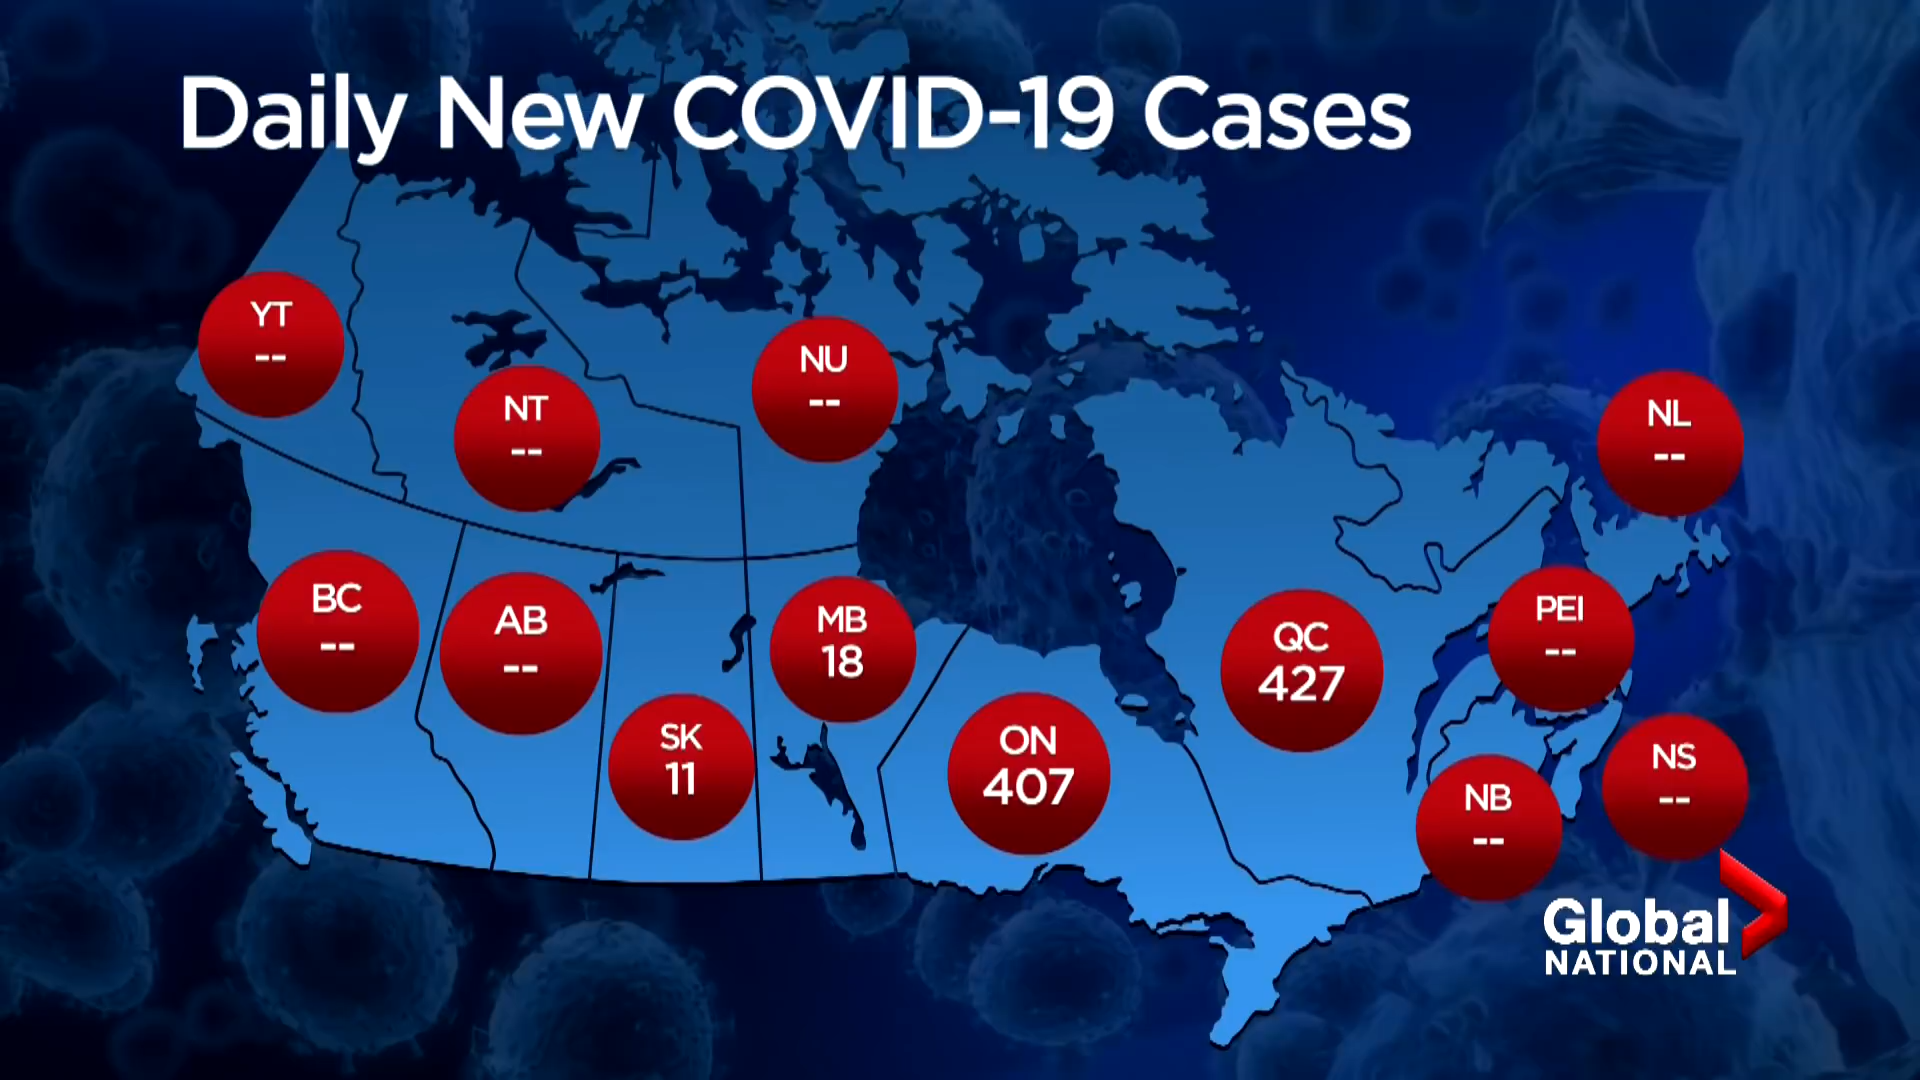 Daily New COVID-19 Cases
YT
--
NT
--
NU
--
NL
--
BC
--
AB
--
SK
11
MB
18
ON
407
QC
427
PEI
--
NB
--
NS
--
Global
NATIONAL